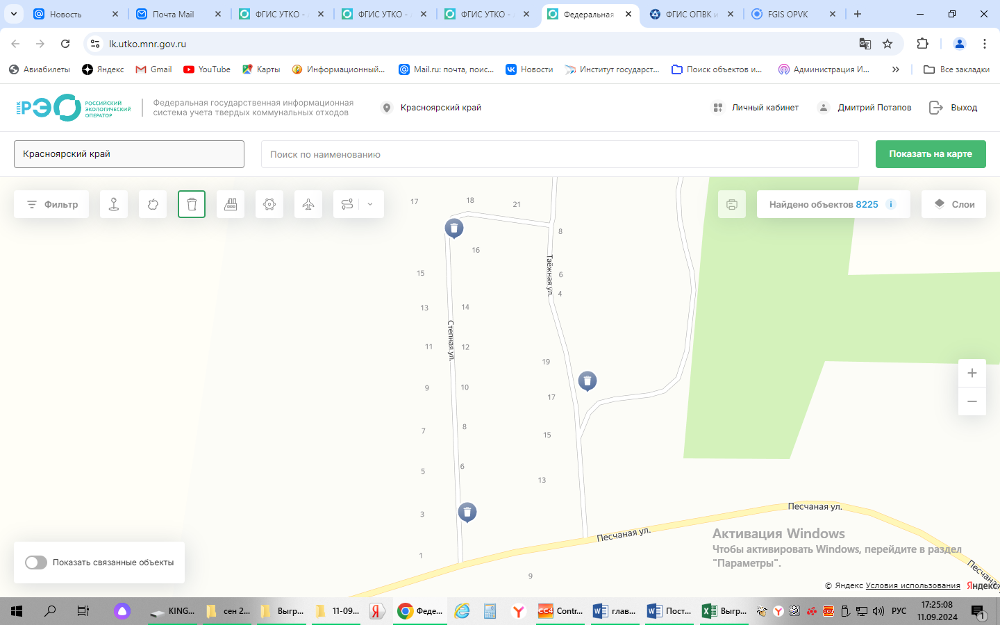 Новость
Почта Mail
ФГИС УТКО -
ФГИС УТКО -
ФГИС УТКО -
Федеральная
ФГИС ОПВК и
FGIS OPVK
lk.utko.mnr.gov.ru
Авиабилеты
Яндекс
Gmail
YouTube
Карты
Информационный...
Mail.ru: почта, поис...
Новости
Институт государст...
Поиск объектов и...
Администрация И...
Все закладки
ППК РЭО РОССИЙСКИЙ
ЭКОЛОГИЧЕСКИЙ
ОПЕРАТОР
Федеральная государственная информационная
система учета твердых коммунальных отходов
Красноярский край
Личный кабинет
Дмитрий Потапов
Выход
Красноярский край
Поиск по наименованию
Показать на карте
Фильтр
Найдено объектов 8225 i
Слои
17
18
21
8
16
15
6
4
Таёжная ул.
13
14
Степная ул.
11
12
19
9
10
17
7
8
15
5
6
13
3
1
9
Песчаная ул.
Песчаная ул.
Песчаная
Показать связанные объекты
Активация Windows
Чтобы активировать Windows, перейдите в раздел
"Параметры".
© Яндекс Условия использования
Яндекс
KING...
сен 2...
Выгр...
11-09...
Феде...
Contr...
глав...
Пост...
Выгр...
РУС
17:25:08
11.09.2024
1